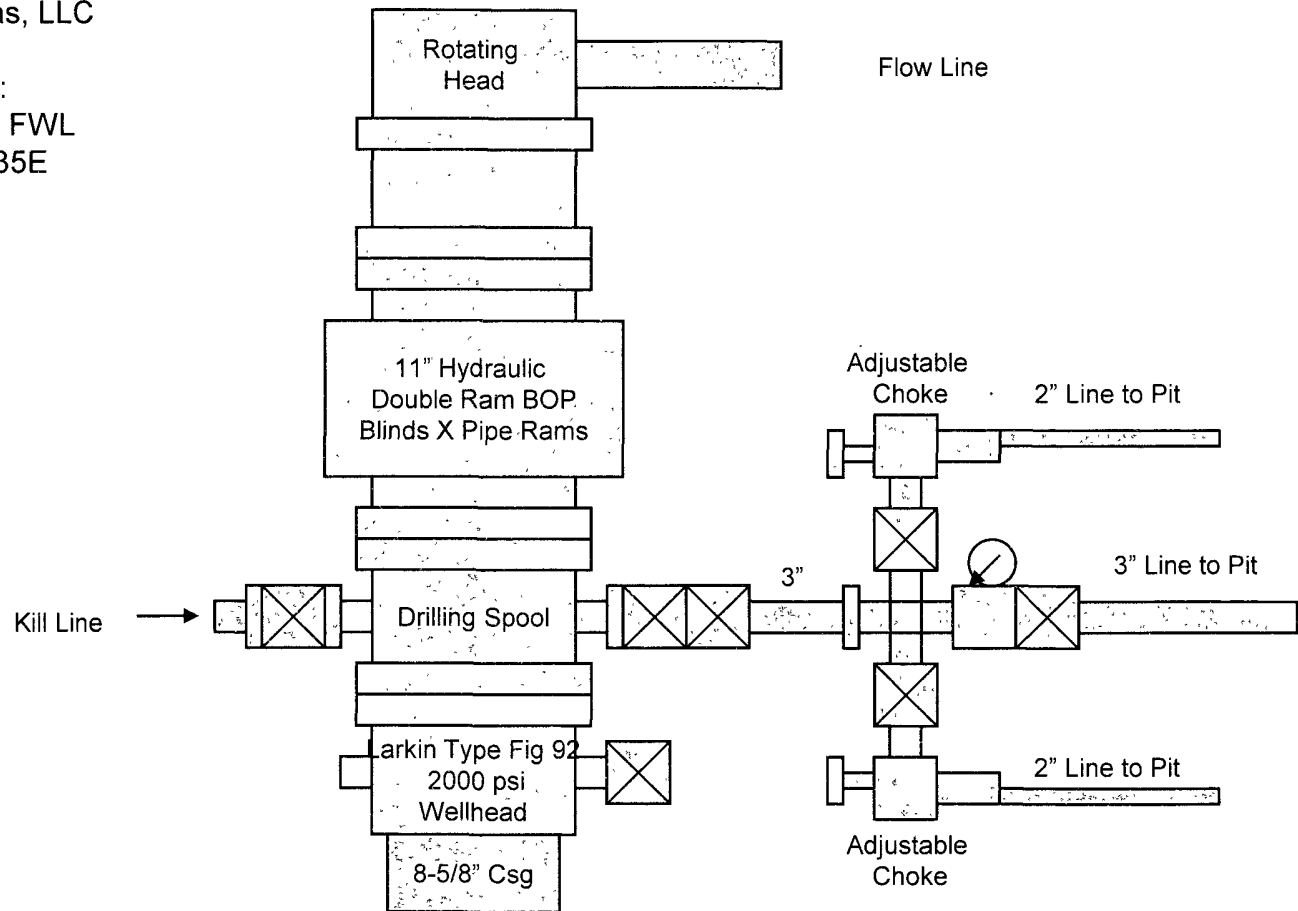 as, LLC
:
FWL
35E
Rotating
Head
Flow Line
11” Hydraulic
Double Ram BOP
Blinds X Pipe Rams
Adjustable
Choke
2” Line to Pit
3”
3” Line to Pit
Kill Line
Drilling Spool
Larkin Type Fig 92
2000 psi
Wellhead
2” Line to Pit
8-5/8” Csg
Adjustable
Choke